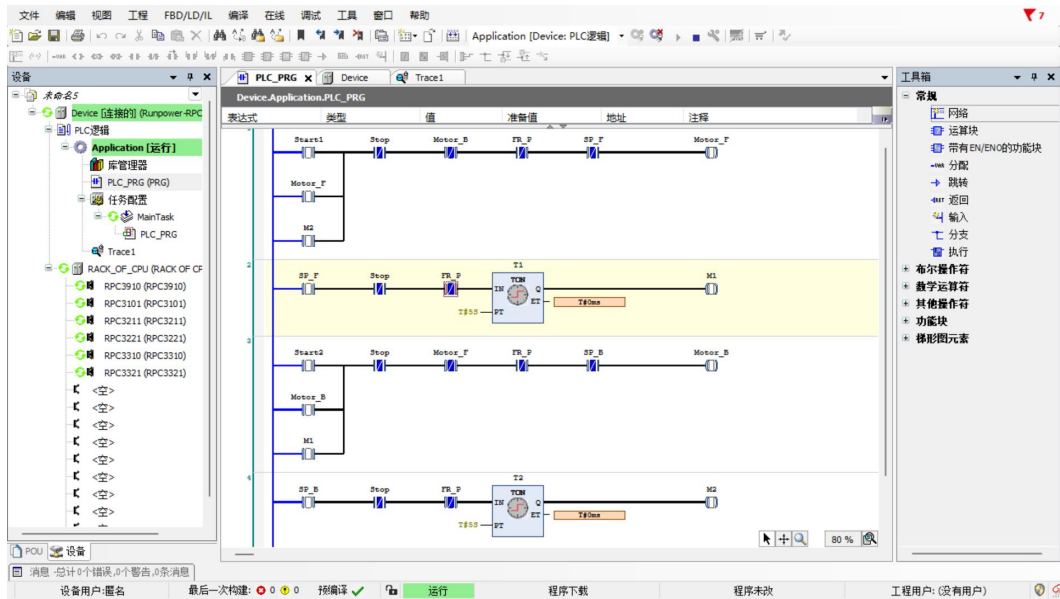 文件 编辑 视图 工程 FBD/LD/IL 编译 在线 调试 工具 窗口 帮助
7
Application [Device: PLC逻辑]
设备
未命名5
Device [连接的] (Runpower-RPC
PLC逻辑
Application [运行]
库管理器
PLC_PRG (PRG)
任务配置
MainTask
PLC_PRG
Trace1
RACK_OF_CPU (RACK OF CP
RPC3910 (RPC3910)
RPC3101 (RPC3101)
RPC3211 (RPC3211)
RPC3221 (RPC3221)
RPC3310 (RPC3310)
RPC3321 (RPC3321)
<空>
<空>
<空>
<空>
<空>
<空>
<空>
<空>
POU 设备
PLC_PRG Device Trace1
Device.Application.PLC_PRG
表达式 类型 值 准备值 地址 注释
1
Start1 Stop Motor_B FR_P SP_F Motor_F
Motor_F
M2
2
T1
SP_F Stop FR_P TON M1
IN Q
ET T#0ms
T#5S PT
3
Start2 Stop Motor_F FR_P SP_B Motor_B
Motor_B
M1
4
T2
SP_B Stop FR_P TON M2
IN Q
ET T#0ms
T#5S PT
80 %
工具箱
常规
网络
运算块
带有EN/ENO的功能块
分配
跳转
返回
输入
分支
执行
布尔操作符
数学运算符
其他操作符
功能块
梯形图元素
消息 -总计0个错误,0个警告,0条消息
设备用户:匿名 最后一次构建: 0 0 预编译 运行 程序下载 程序未改 工程用户: (没有用户)